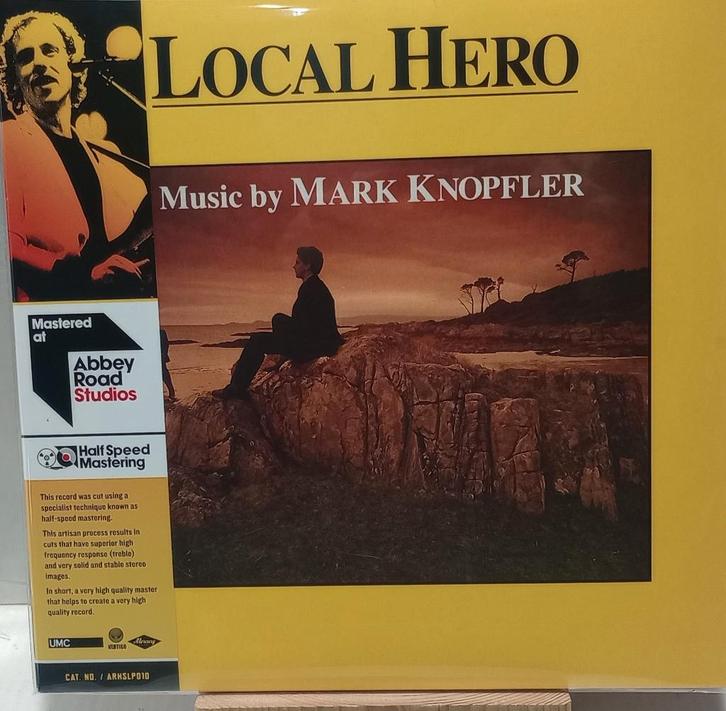 LOCAL HERO
Music by MARK KNOPFLER
Mastered
at
Abbey
Road
Studios
Half Speed
Mastering
This record was cut using a
specialist technique known as
half-speed mastering.
This artisan process results in
cuts that have superior high
frequency response (treble)
and very solid and stable stereo
images.
In short, a very high quality master
that helps to create a very high
quality record.
UMC
VERTIGO
Mercury
CAT. NO. / ARHSLP010